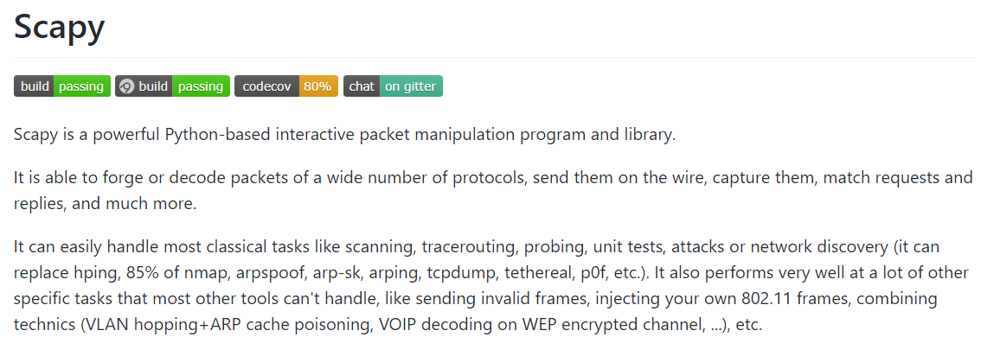 Scapy
build passing build passing codecov 80% chat on gitter
Scapy is a powerful Python-based interactive packet manipulation program and library.
It is able to forge or decode packets of a wide number of protocols, send them on the wire, capture them, match requests and
replies, and much more.
It can easily handle most classical tasks like scanning, tracerouting, probing, unit tests, attacks or network discovery (it can
replace hping, 85% of nmap, arpspoof, arp-sk, arping, tcpdump, tethereal, p0f, etc.). It also performs very well at a lot of other
specific tasks that most other tools can't handle, like sending invalid frames, injecting your own 802.11 frames, combining
technics (VLAN hopping+ARP cache poisoning, VOIP decoding on WEP encrypted channel, ...), etc.